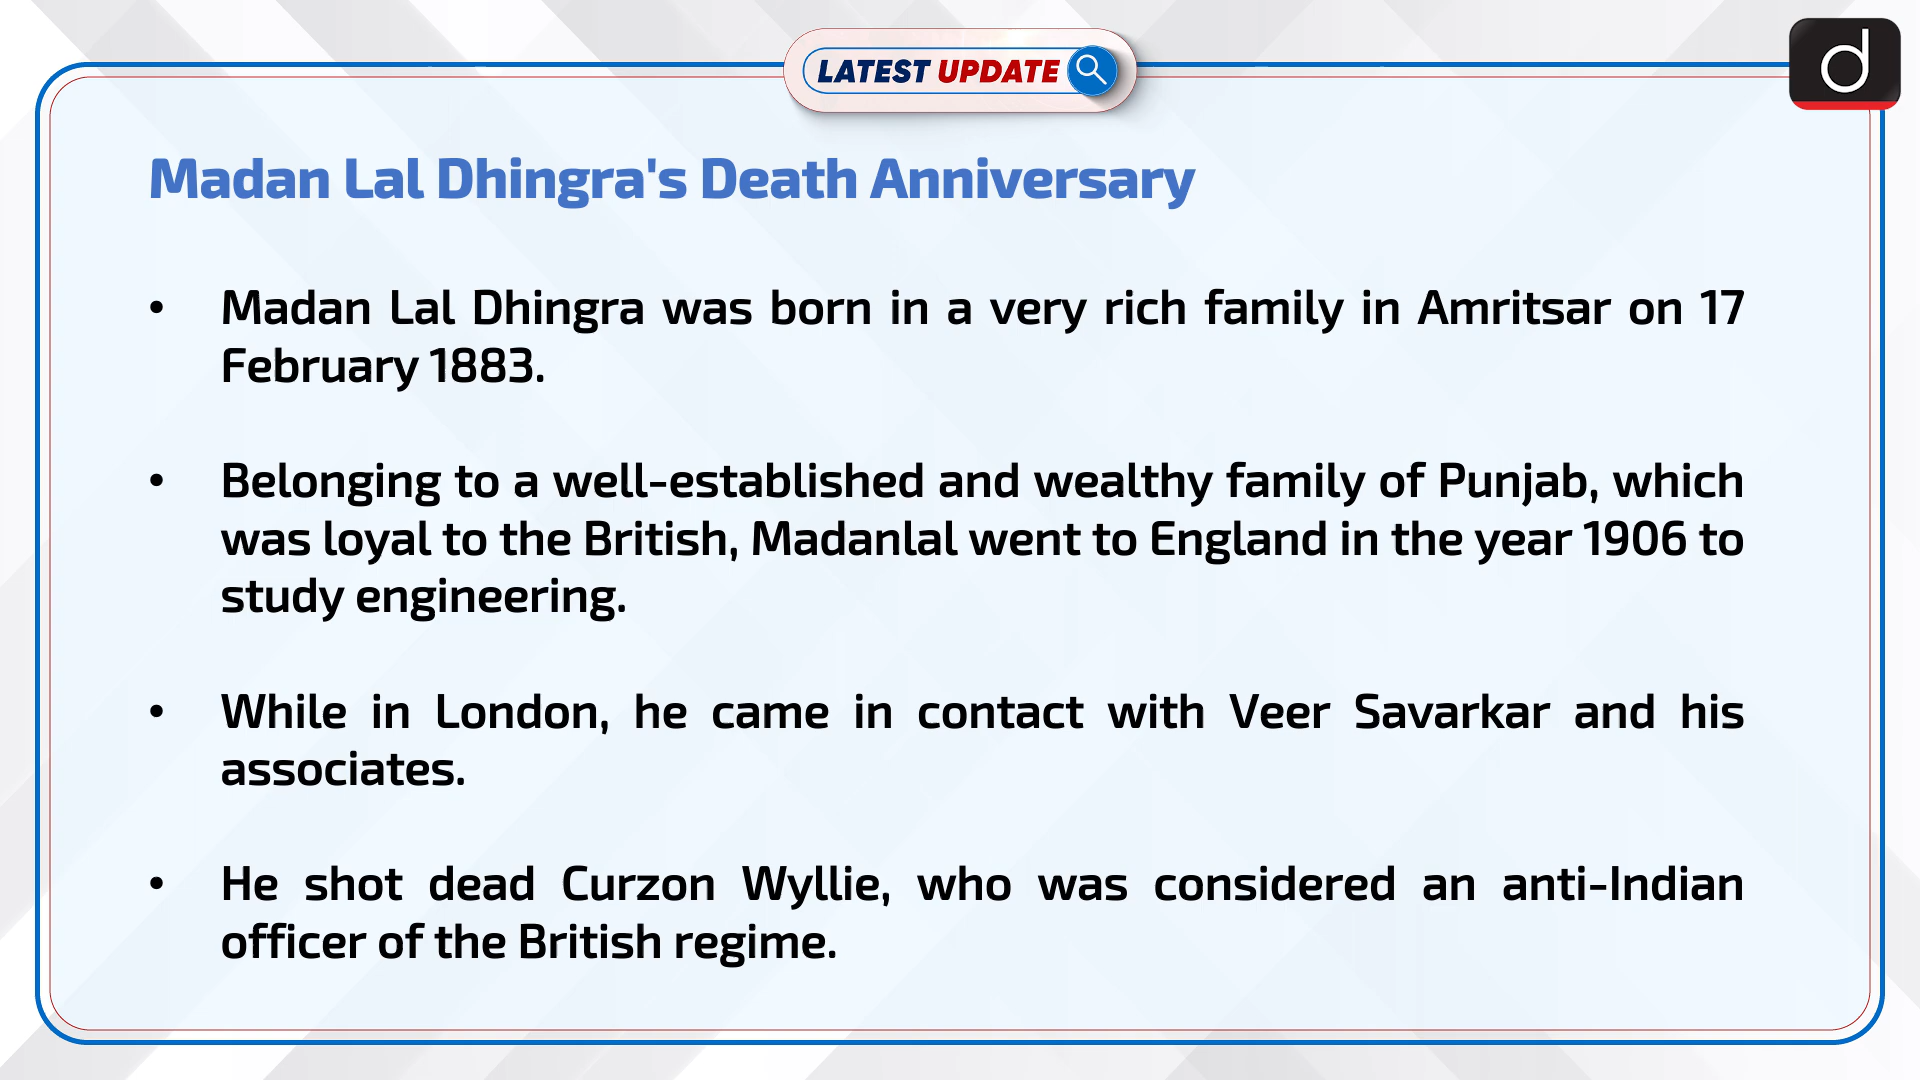 LATEST UPDATE
d
Madan Lal Dhingra's Death Anniversary
• Madan Lal Dhingra was born in a very rich family in Amritsar on 17
February 1883.
• Belonging to a well-established and wealthy family of Punjab, which
was loyal to the British, Madanlal went to England in the year 1906 to
study engineering.
• While in London, he came in contact with Veer Savarkar and his
associates.
• He shot dead Curzon Wyllie, who was considered an anti-Indian
officer of the British regime.